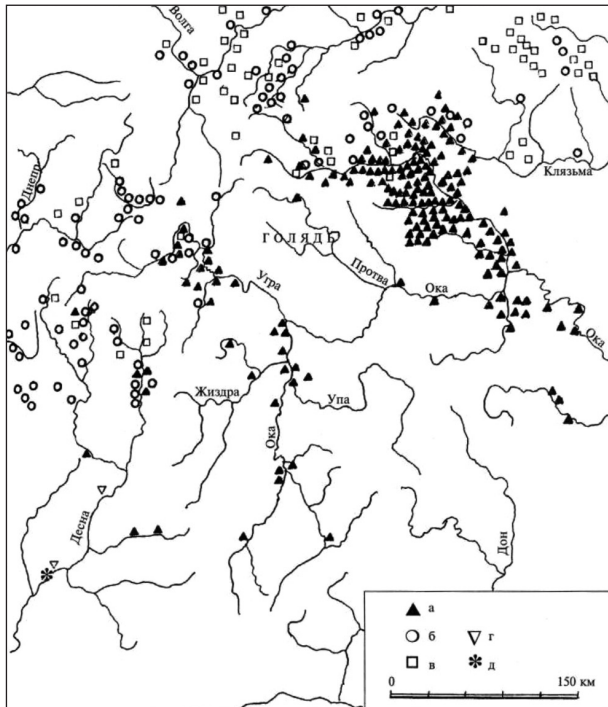 Волга
Днепр
Клязьма
ГОЛЯДЬ
Протва
Угра
Ока
Ока
Жиздра
Упа
Ока
Десна
Дон
а
б
г
в
д
0
150 км